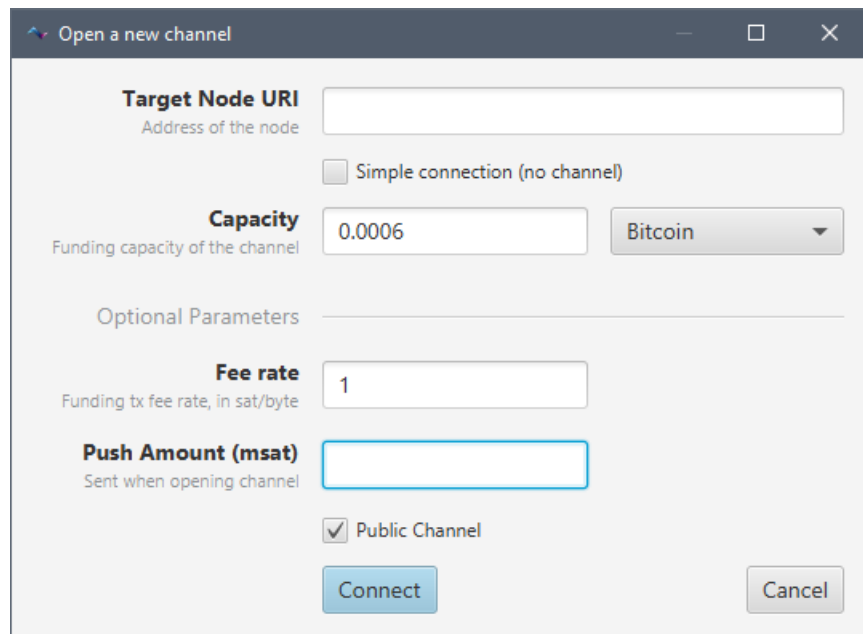 Open a new channel
Target Node URI
Address of the node
Simple connection (no channel)
Capacity
Funding capacity of the channel
0.0006
Bitcoin
Optional Parameters
Fee rate
Funding tx fee rate, in sat/byte
1
Push Amount (msat)
Sent when opening channel
Public Channel
Connect
Cancel